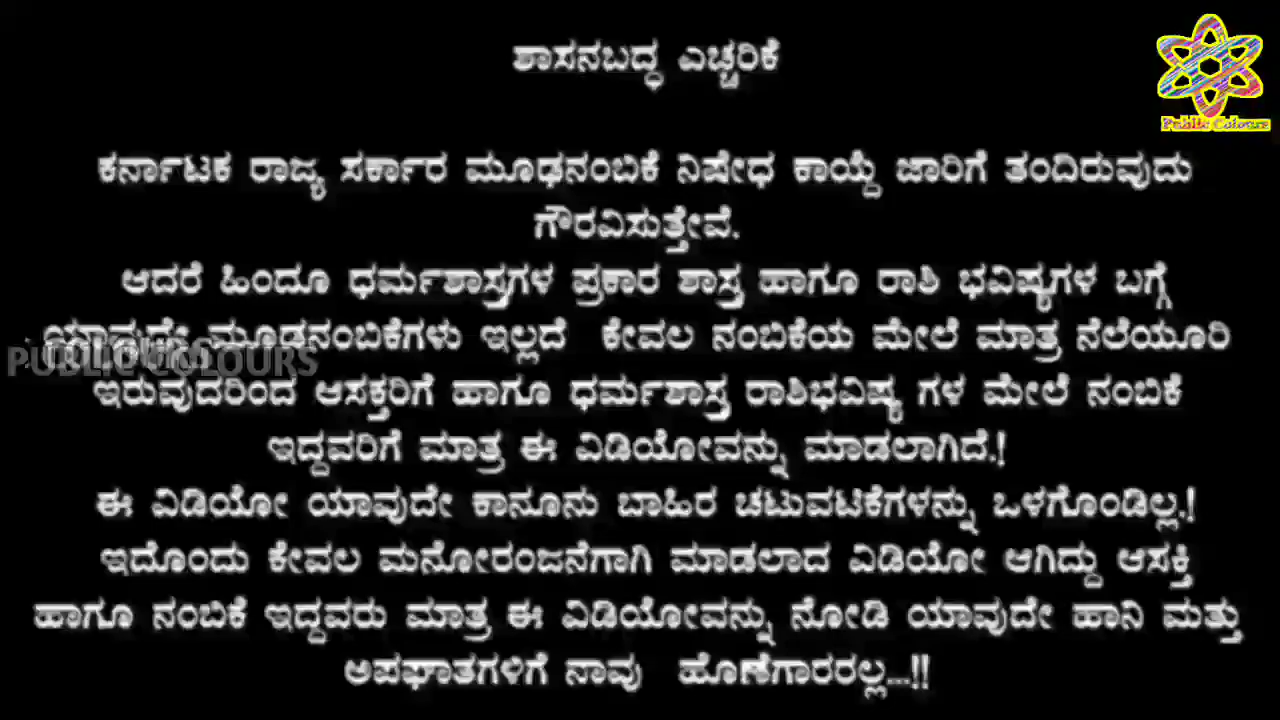 ಶಾಸನಬದ್ಧ ಎಚ್ಚರಿಕೆ
Public Colours
ಕರ್ನಾಟಕ ರಾಜ್ಯ ಸರ್ಕಾರ ಮೂಢನಂಬಿಕೆ ನಿಷೇಧ ಕಾಯ್ದೆ ಜಾರಿಗೆ ತಂದಿರುವುದು
ಗೌರವಿಸುತ್ತೇವೆ.
ಆದರೆ ಹಿಂದೂ ಧರ್ಮಶಾಸ್ತ್ರಗಳ ಪ್ರಕಾರ ಶಾಸ್ತ್ರ ಹಾಗೂ ರಾಶಿ ಭವಿಷ್ಯಗಳ ಬಗ್ಗೆ
ಯಾವುದೇ ಮೂಡನಂಬಿಕೆಗಳು ಇಲ್ಲದೆ ಕೇವಲ ನಂಬಿಕೆಯ ಮೇಲೆ ಮಾತ್ರ ನೆಲೆಯೂರಿ
PUBLIC COLOURS
ಇರುವುದರಿಂದ ಆಸಕ್ತರಿಗೆ ಹಾಗೂ ಧರ್ಮಶಾಸ್ತ್ರ ರಾಶಿಭವಿಷ್ಯ ಗಳ ಮೇಲೆ ನಂಬಿಕೆ
ಇದ್ದವರಿಗೆ ಮಾತ್ರ ಈ ವಿಡಿಯೋವನ್ನು ಮಾಡಲಾಗಿದೆ.!
ಈ ವಿಡಿಯೋ ಯಾವುದೇ ಕಾನೂನು ಬಾಹಿರ ಚಟುವಟಿಕೆಗಳನ್ನು ಒಳಗೊಂಡಿಲ್ಲ.!
ಇದೊಂದು ಕೇವಲ ಮನೋರಂಜನೆಗಾಗಿ ಮಾಡಲಾದ ವಿಡಿಯೋ ಆಗಿದ್ದು ಆಸಕ್ತಿ
ಹಾಗೂ ನಂಬಿಕೆ ಇದ್ದವರು ಮಾತ್ರ ಈ ವಿಡಿಯೋವನ್ನು ನೋಡಿ ಯಾವುದೇ ಹಾನಿ ಮತ್ತು
ಅಪಘಾತಗಳಿಗೆ ನಾವು ಹೊಣೆಗಾರರಲ್ಲ...!!